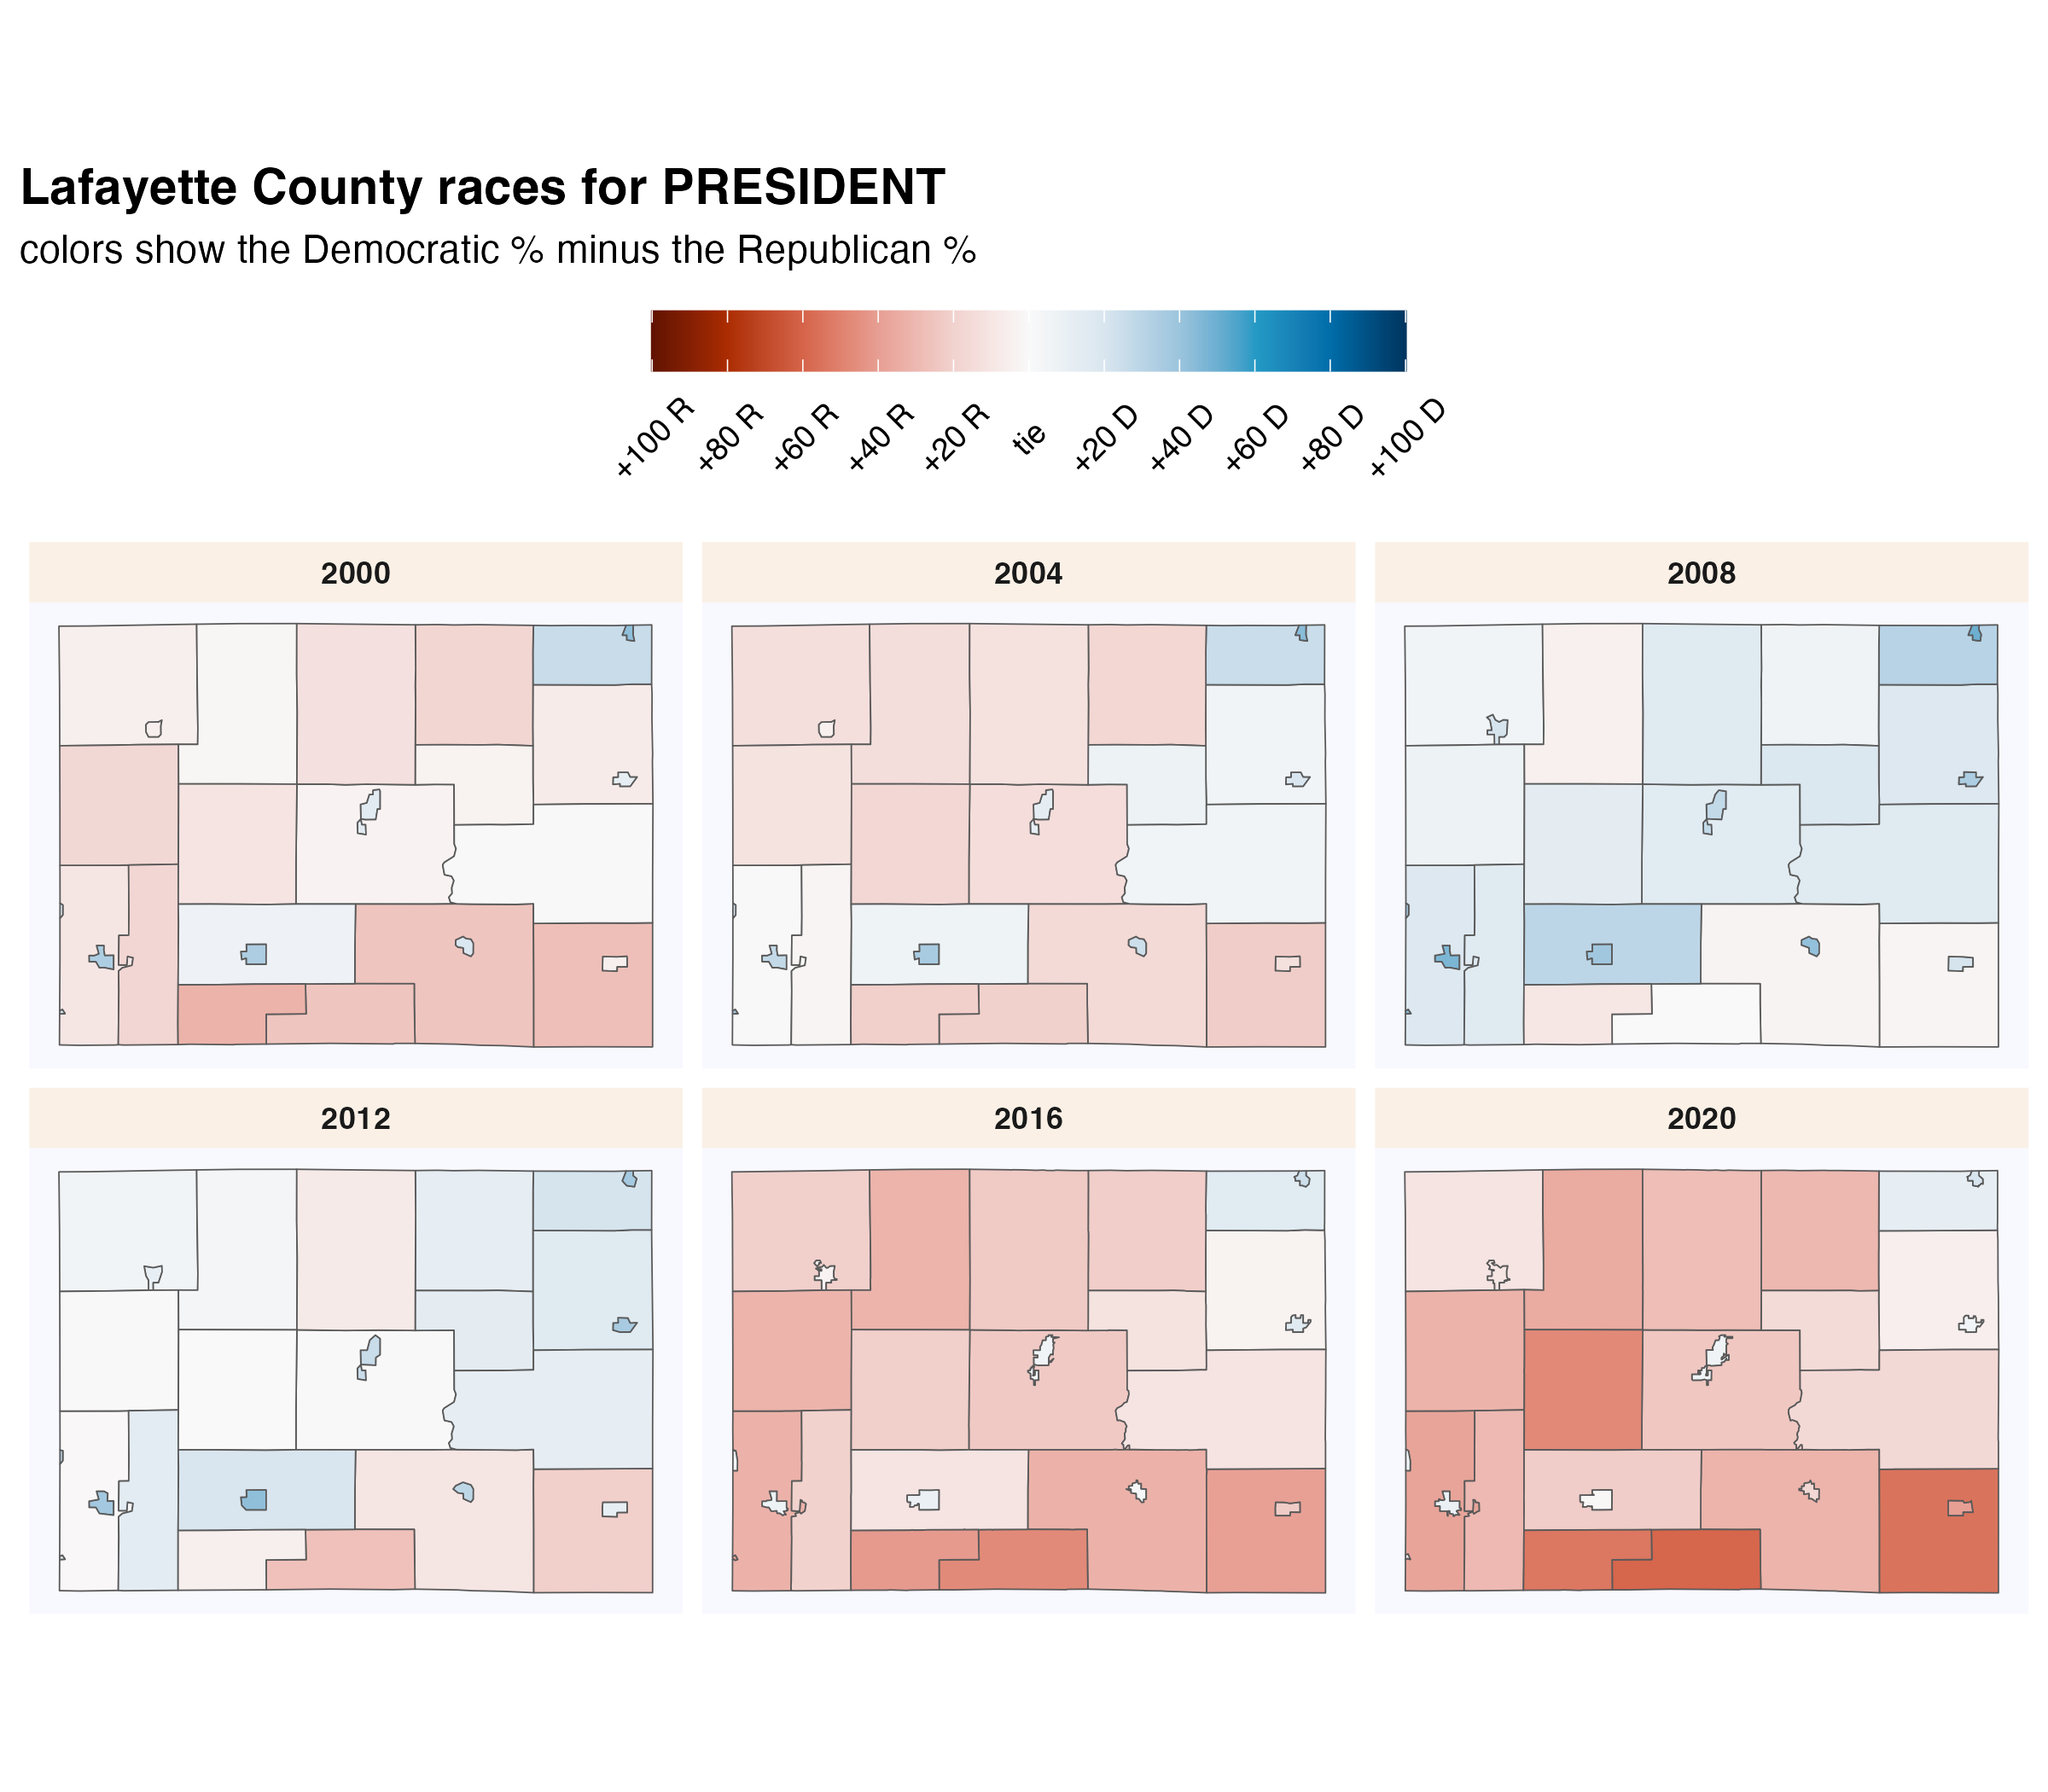 Lafayette County races for PRESIDENT
colors show the Democratic % minus the Republican %
+100 R +80 R +60 R +40 R +20 R tie +20 D +40 D +60 D +80 D +100 D
2000 2004 2008
2012 2016 2020